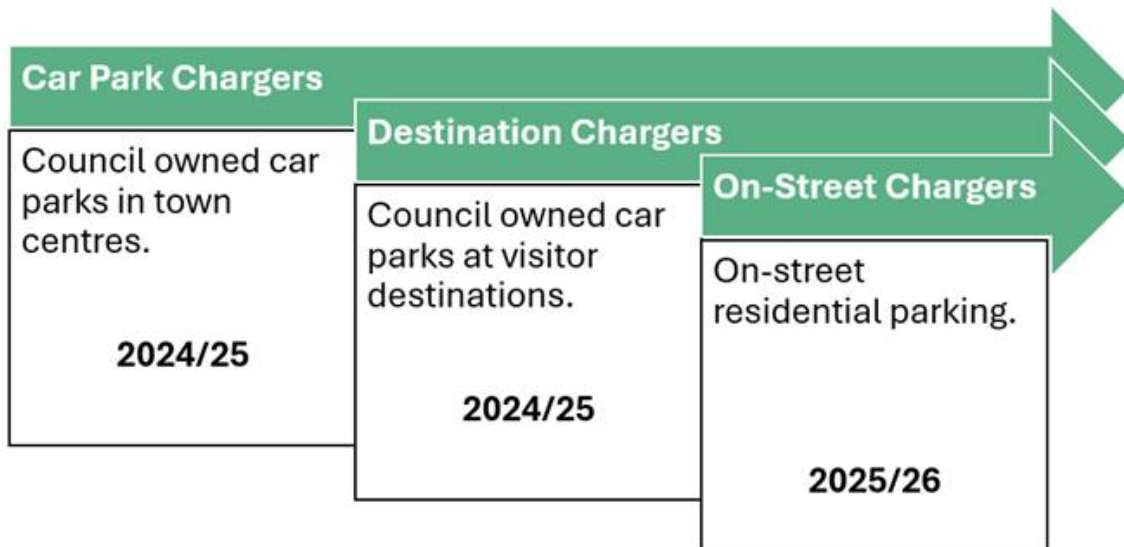 Car Park Chargers
Council owned car
parks in town
centres.
2024/25
Destination Chargers
Council owned car
parks at visitor
destinations.
2024/25
On-Street Chargers
On-street
residential parking.
2025/26